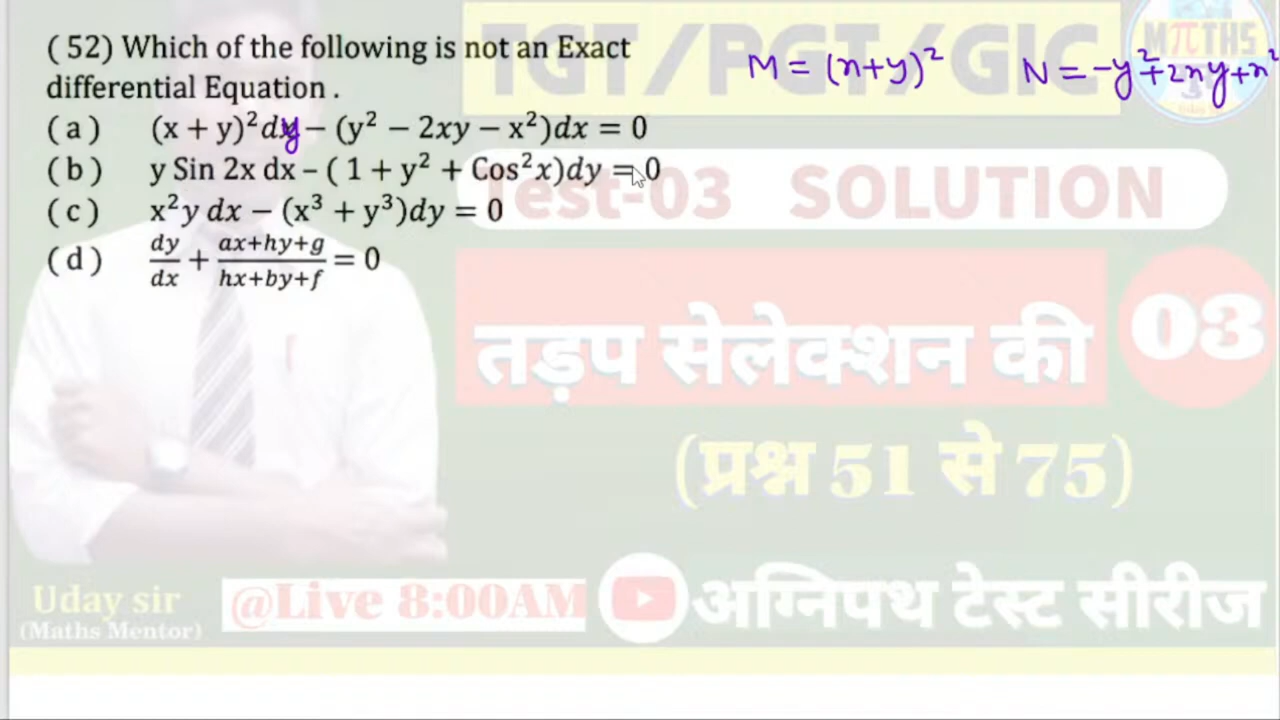 TGT/PGT/GIC
MπTHS
( 52) Which of the following is not an Exact
differential Equation .
M = (x+y)² N = -y²+2xy+x²
(a) (x + y)²dy − (y² − 2xy − x²)dx = 0
(b) y Sin 2x dx − ( 1 + y² + Cos²x)dy = 0
(c) x²y dx − (x³ + y³)dy = 0
(d) dy/dx + ax+hy+g/hx+by+f = 0
Test-03 SOLUTION
तड़प सेलेक्शन की 03
(प्रश्न 51 से 75)
Uday sir
(Maths Mentor)
@Live 8:00AM
अग्निपथ टेस्ट सीरीज